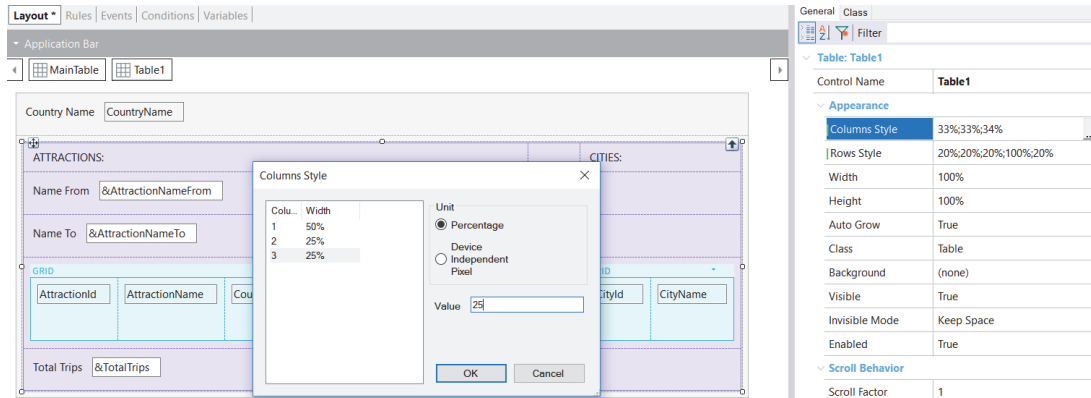 Layout * Rules Events Conditions Variables
Application Bar
MainTable Table1
Country Name CountryName
ATTRACTIONS: CITIES:
Name From &AttractionNameFrom
Name To &AttractionNameTo
GRID
AttractionId AttractionName Cou
CityId CityName
Total Trips &TotalTrips
Columns Style
Colu... Width
1 50%
2 25%
3 25%
Unit
Percentage
Device
Independent
Pixel
Value 25
OK Cancel
General Class
Filter
Table: Table1
Control Name Table1
Appearance
Columns Style 33%;33%;34% ...
Rows Style 20%;20%;20%;100%;20%
Width 100%
Height 100%
Auto Grow True
Class Table
Background (none)
Visible True
Invisible Mode Keep Space
Enabled True
Scroll Behavior
Scroll Factor 1